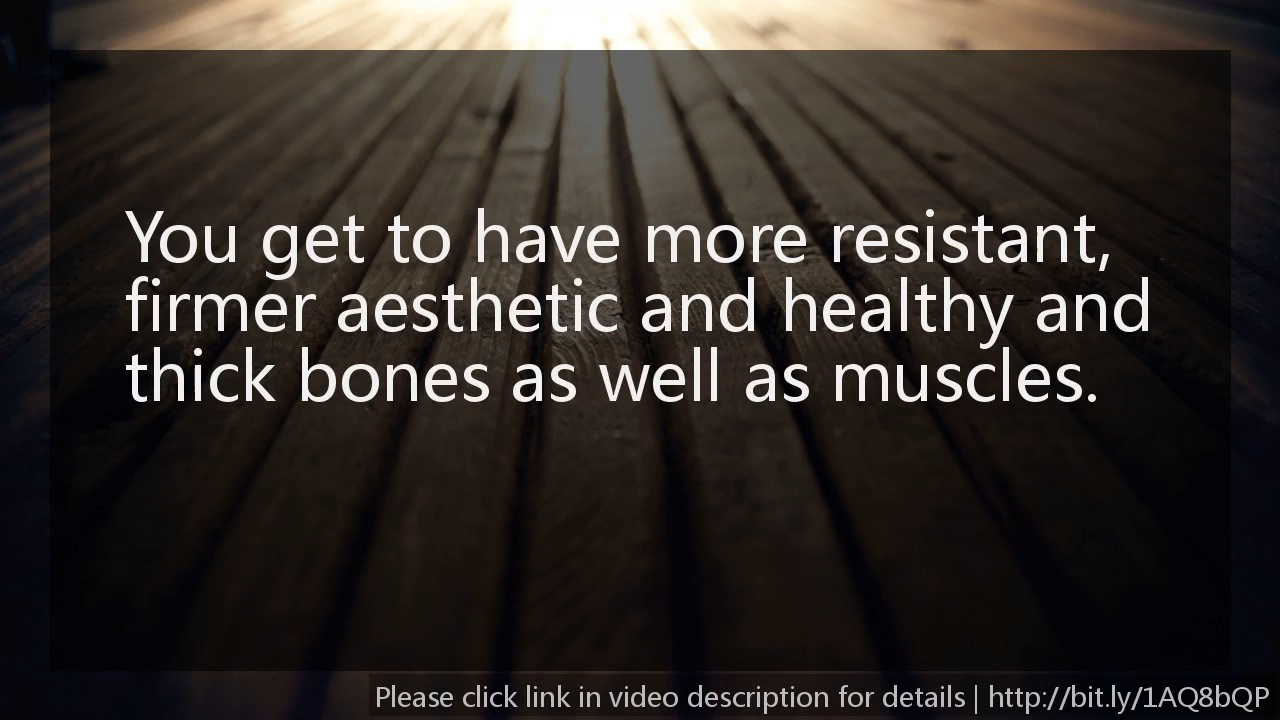 You get to have more resistant,
firmer aesthetic and healthy and
thick bones as well as muscles.
Please click link in video description for details | http://bit.ly/1AQ8bQP